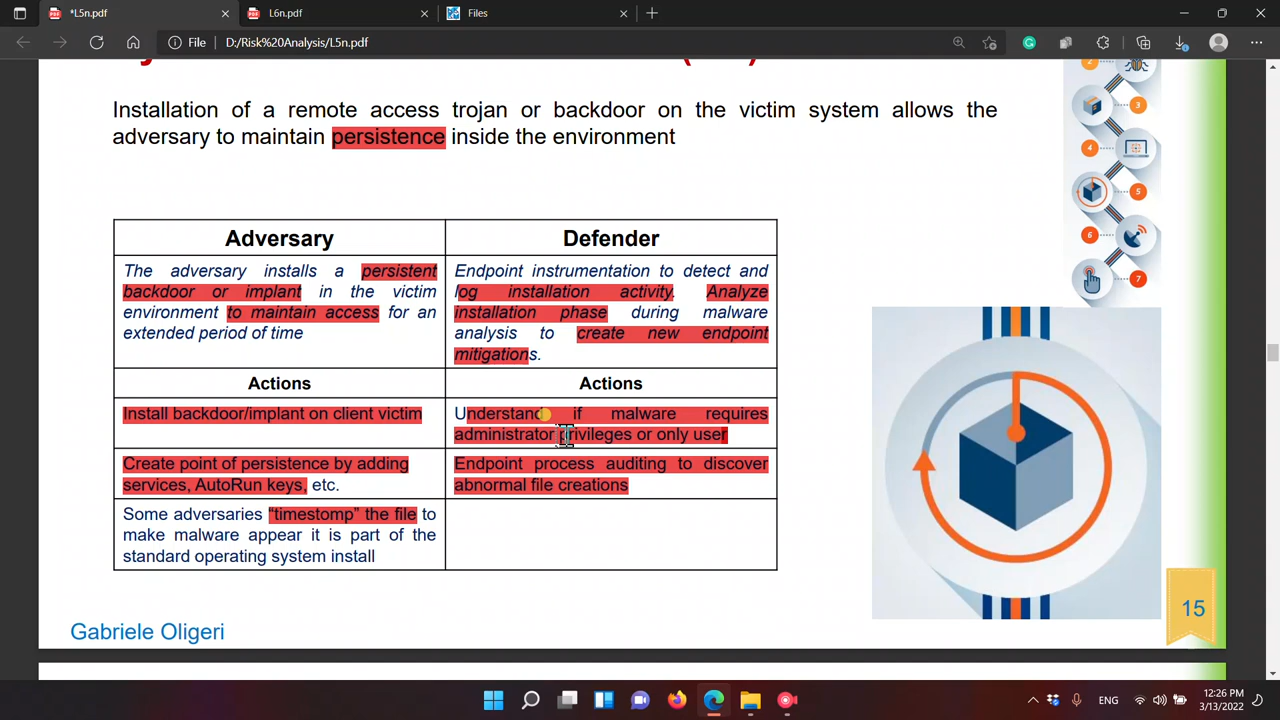 *L5n.pdf
L6n.pdf
Files
File
D:/Risk%20Analysis/L5n.pdf
Installation of a remote access trojan or backdoor on the victim system allows the
adversary to maintain persistence inside the environment
2
3
4
5
6
7
Adversary
Defender
The adversary installs a persistent
backdoor or implant in the victim
environment to maintain access for an
extended period of time
Endpoint instrumentation to detect and
log installation activity. Analyze
installation phase during malware
analysis to create new endpoint
mitigations.
Actions
Actions
Install backdoor/implant on client victim
Understand if malware requires
administrator privileges or only user
Create point of persistence by adding
services, AutoRun keys, etc.
Endpoint process auditing to discover
abnormal file creations
Some adversaries “timestomp” the file to
make malware appear it is part of the
standard operating system install
15
Gabriele Oligeri
ENG
12:26 PM
3/13/2022